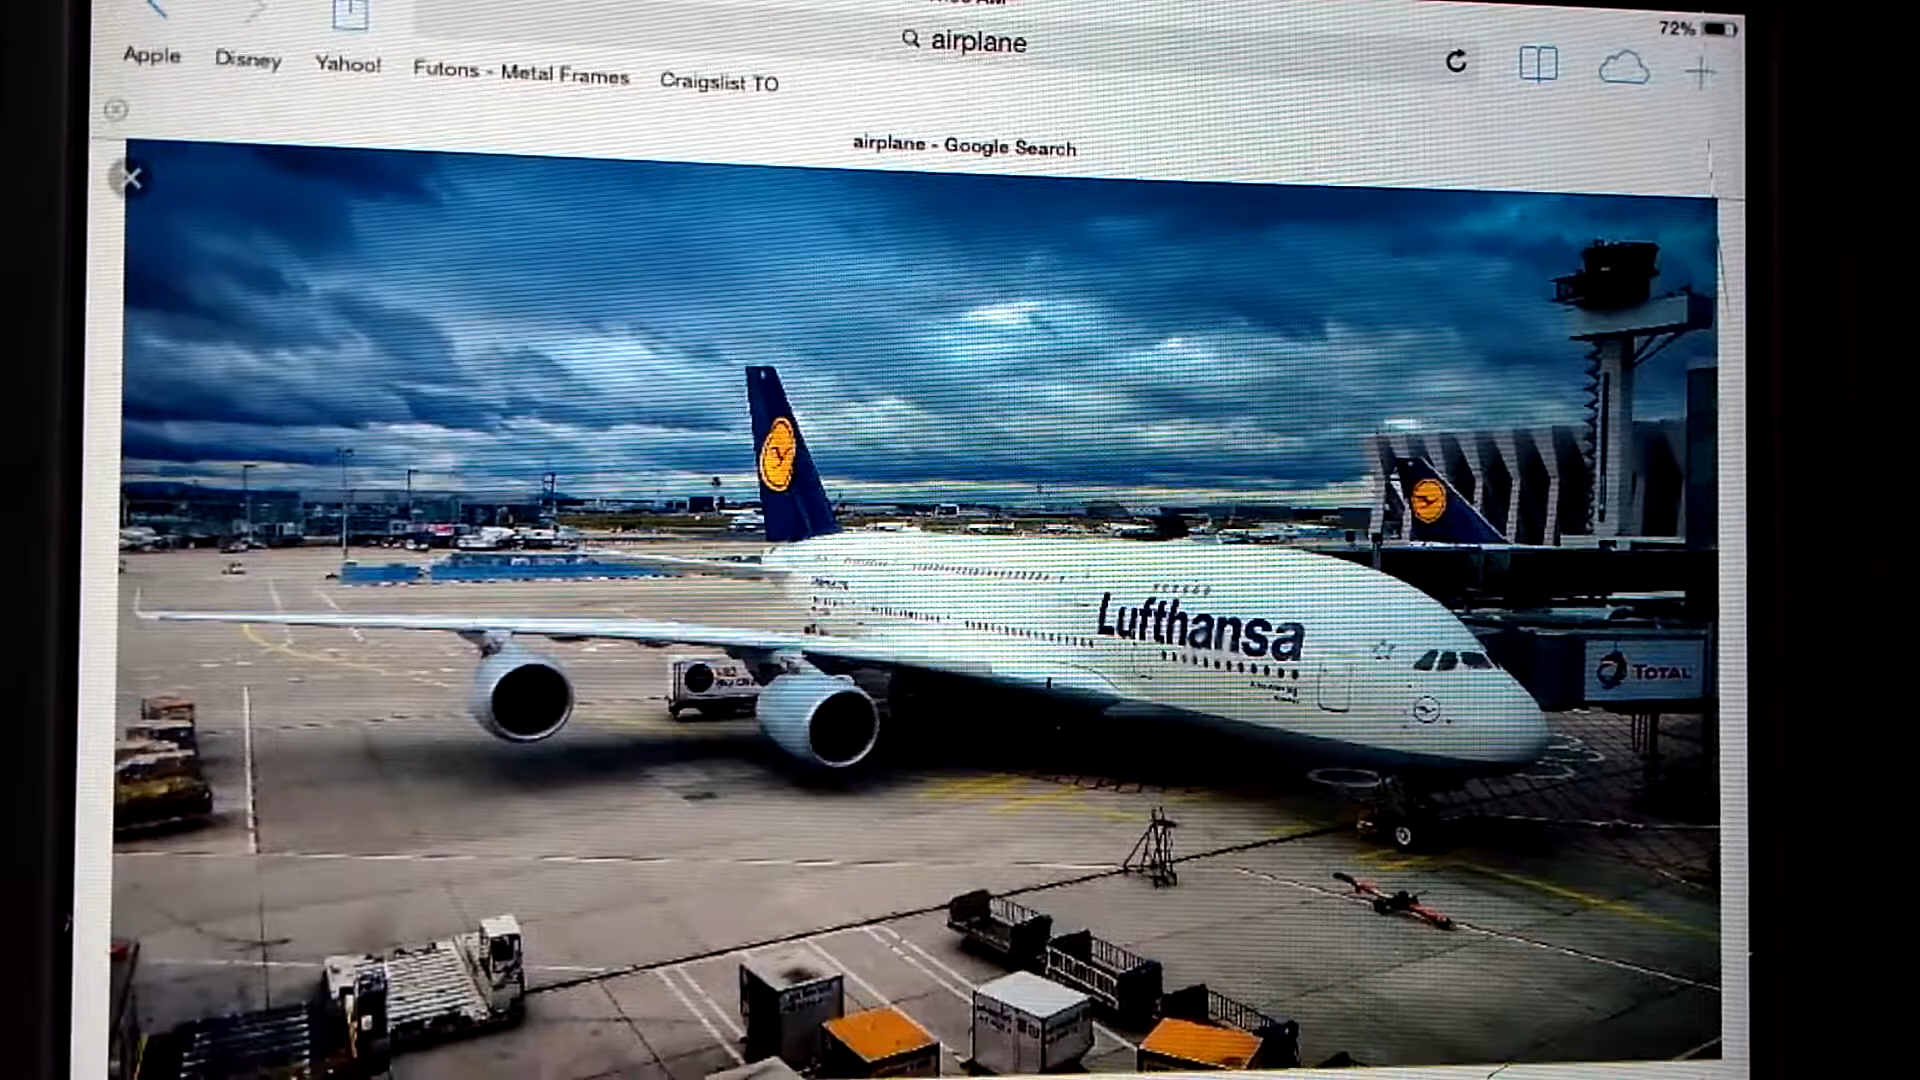 72%
airplane
Apple Disney Yahoo! Futons - Metal Frames Craigslist TO
airplane - Google Search
Lufthansa
TOTAL